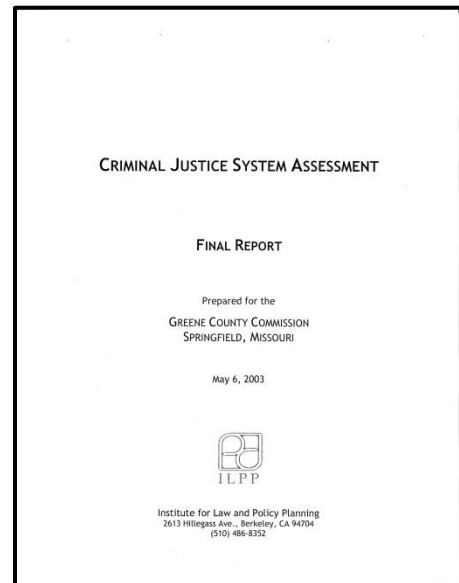 CRIMINAL JUSTICE SYSTEM ASSESSMENT
FINAL REPORT
Prepared for the
GREENE COUNTY COMMISSION
SPRINGFIELD, MISSOURI
May 6, 2003
ILPP
Institute for Law and Policy Planning
2613 Hillegass Ave., Berkeley, CA 94704
(510) 486-8352